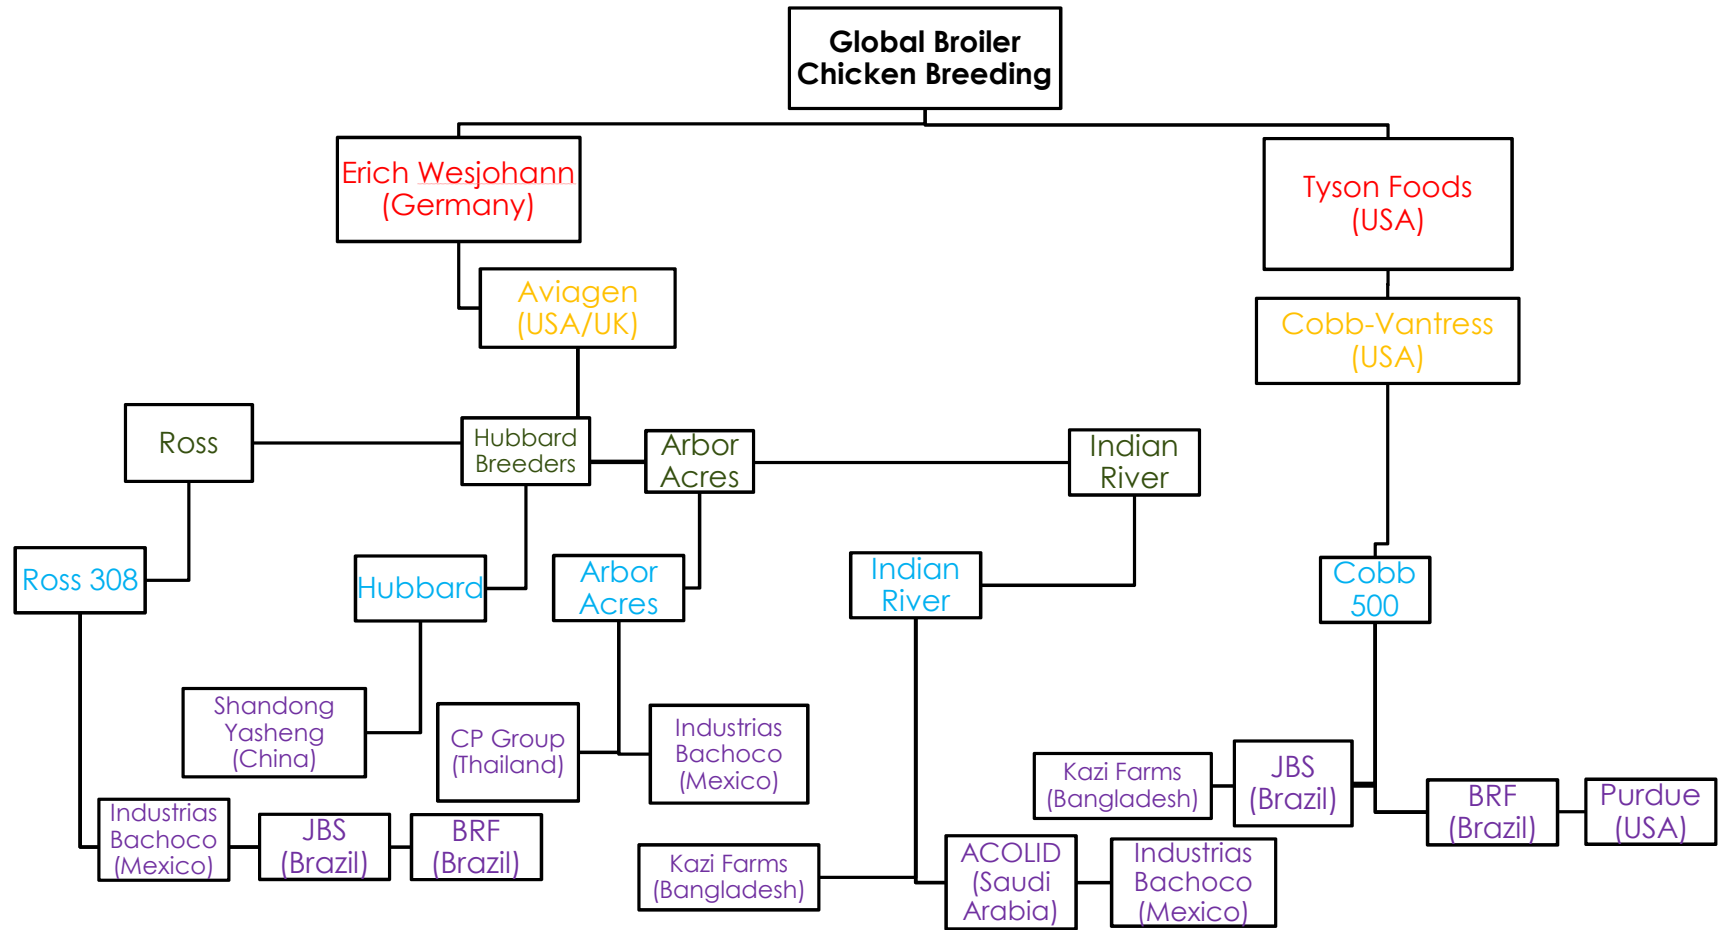 Global Broiler
Chicken Breeding
Erich Wesjohann
(Germany)
Tyson Foods
(USA)
Aviagen
(USA/UK)
Cobb-Vantress
(USA)
Ross
Hubbard
Breeders
Arbor
Acres
Indian
River
Ross 308
Hubbard
Arbor
Acres
Indian
River
Cobb
500
Shandong
Yasheng
(China)
CP Group
(Thailand)
Industrias
Bachoco
(Mexico)
Kazi Farms
(Bangladesh)
JBS
(Brazil)
BRF
(Brazil)
Purdue
(USA)
Industrias
Bachoco
(Mexico)
JBS
(Brazil)
BRF
(Brazil)
Kazi Farms
(Bangladesh)
ACOLID
(Saudi
Arabia)
Industrias
Bachoco
(Mexico)